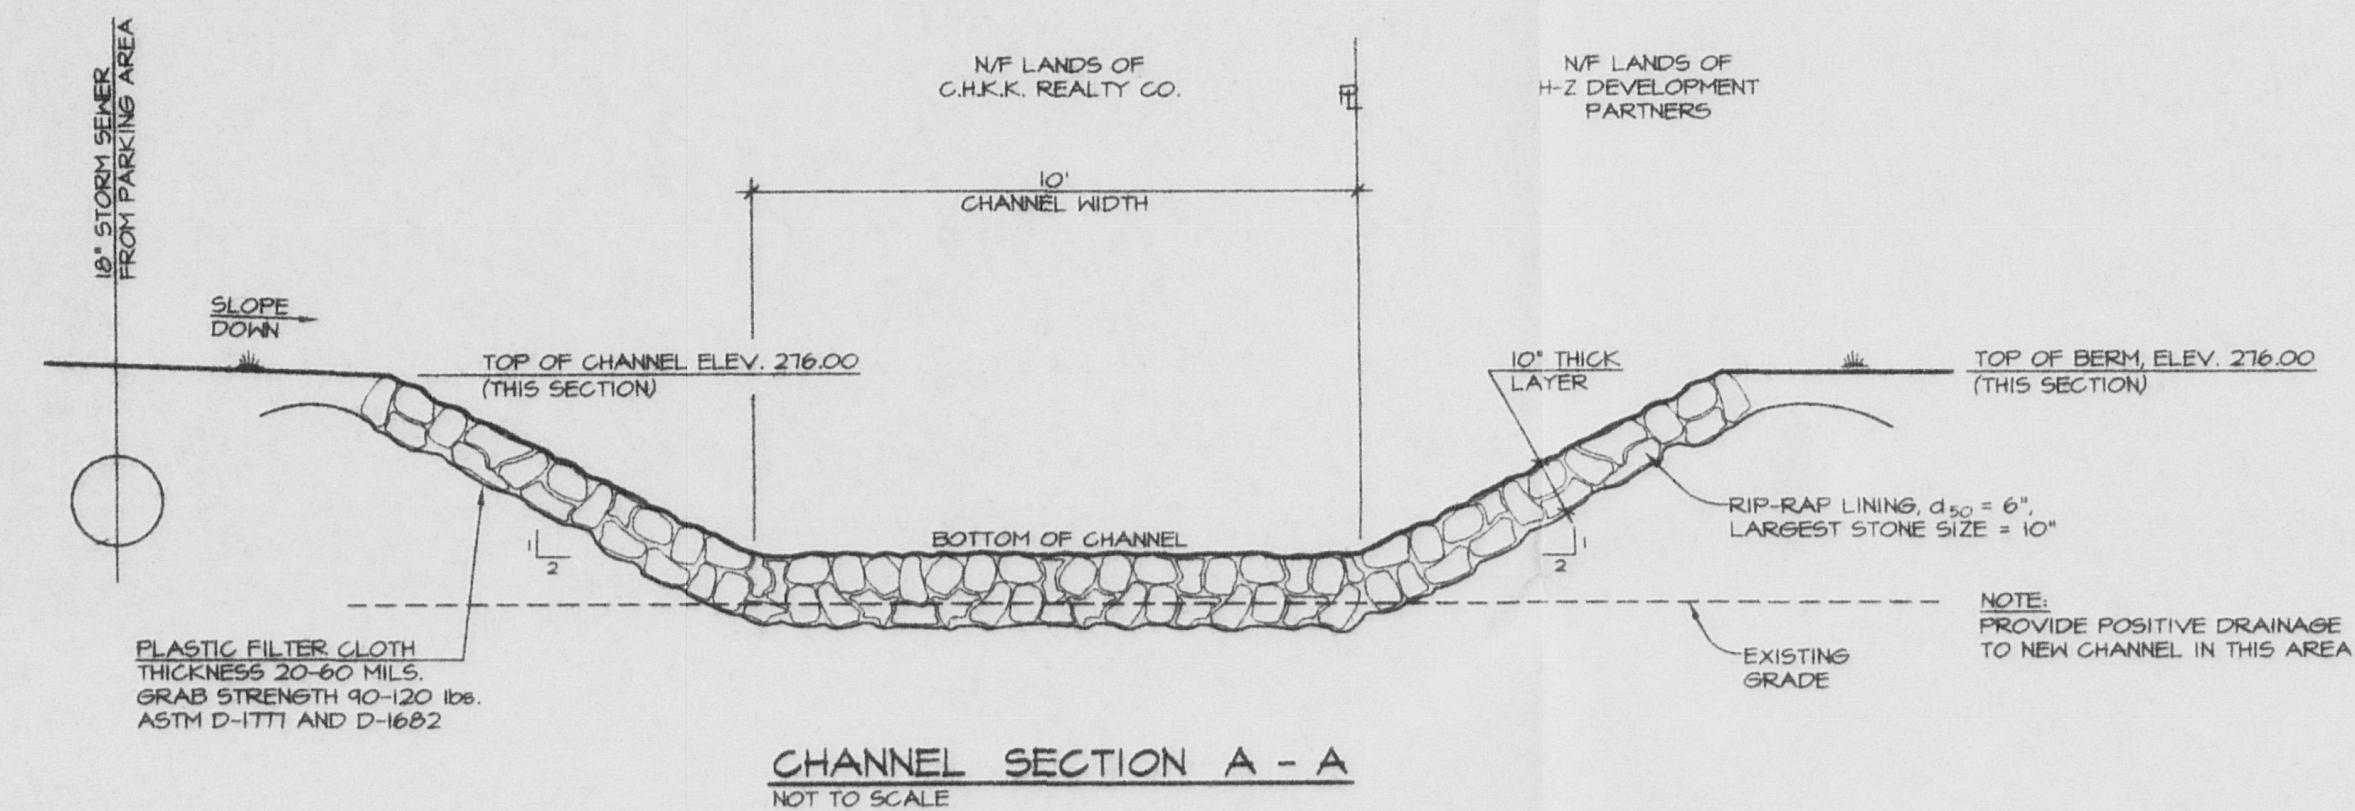 18" STORM SEWER
FROM PARKING AREA
N/F LANDS OF
C.H.K.K. REALTY CO.
PL
N/F LANDS OF
H-Z DEVELOPMENT
PARTNERS
10'
CHANNEL WIDTH
SLOPE
DOWN
TOP OF CHANNEL ELEV. 276.00
(THIS SECTION)
10" THICK
LAYER
TOP OF BERM, ELEV. 276.00
(THIS SECTION)
RIP-RAP LINING, d50 = 6",
LARGEST STONE SIZE = 10"
BOTTOM OF CHANNEL
1
2
1
2
NOTE:
PROVIDE POSITIVE DRAINAGE
TO NEW CHANNEL IN THIS AREA
EXISTING
GRADE
PLASTIC FILTER CLOTH
THICKNESS 20-60 MILS.
GRAB STRENGTH 90-120 lbs.
ASTM D-1777 AND D-1682
CHANNEL SECTION A - A
NOT TO SCALE